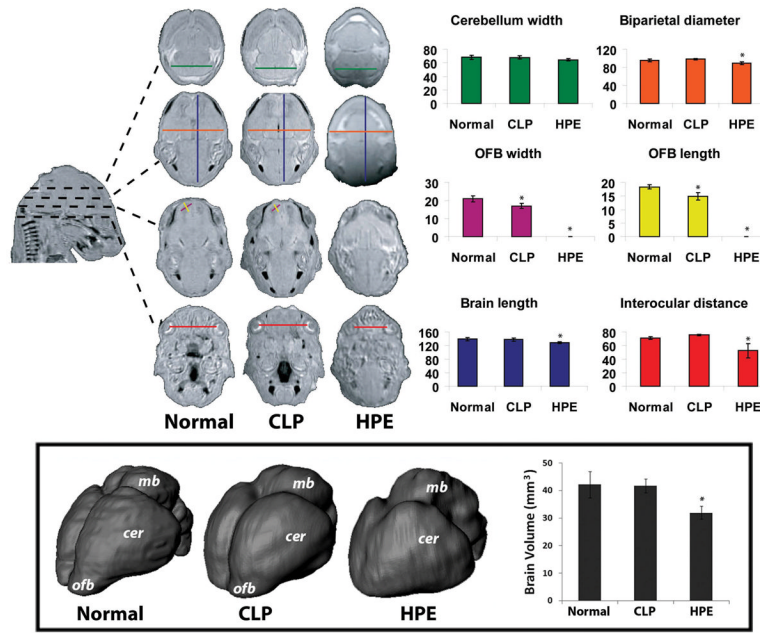 Cerebellum width
80
60
40
20
0
Normal CLP HPE
Biparietal diameter
120
80
40
0
*
Normal CLP HPE
OFB width
30
20
10
0
* *
Normal CLP HPE
OFB length
20
15
10
5
0
* *
Normal CLP HPE
Brain length
160
120
80
40
0
*
Normal CLP HPE
Interocular distance
80
60
40
20
0
*
Normal CLP HPE
Normal CLP HPE
mb
cer
ofb
Normal
mb
cer
ofb
CLP
mb
cer
HPE
Brain Volume (mm³)
50
40
30
20
10
0
*
Normal CLP HPE